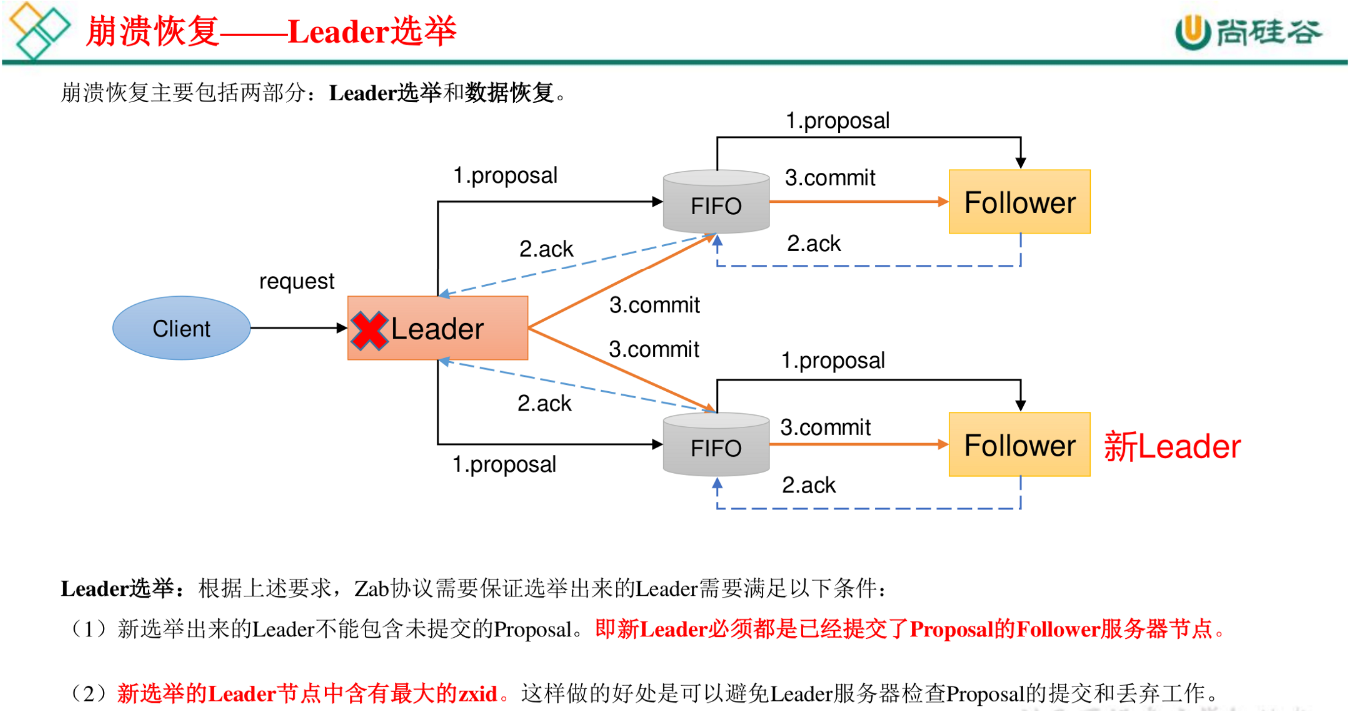 崩溃恢复——Leader选举
尚硅谷
崩溃恢复主要包括两部分：Leader选举和数据恢复。
1.proposal
1.proposal
3.commit
FIFO
Follower
2.ack
2.ack
request
3.commit
Client
Leader
3.commit
1.proposal
2.ack
3.commit
FIFO
Follower
新Leader
1.proposal
2.ack
Leader选举：根据上述要求，Zab协议需要保证选举出来的Leader需要满足以下条件：
（1）新选举出来的Leader不能包含未提交的Proposal。即新Leader必须都是已经提交了Proposal的Follower服务器节点。
（2）新选举的Leader节点中含有最大的zxid。这样做的好处是可以避免Leader服务器检查Proposal的提交和丢弃工作。